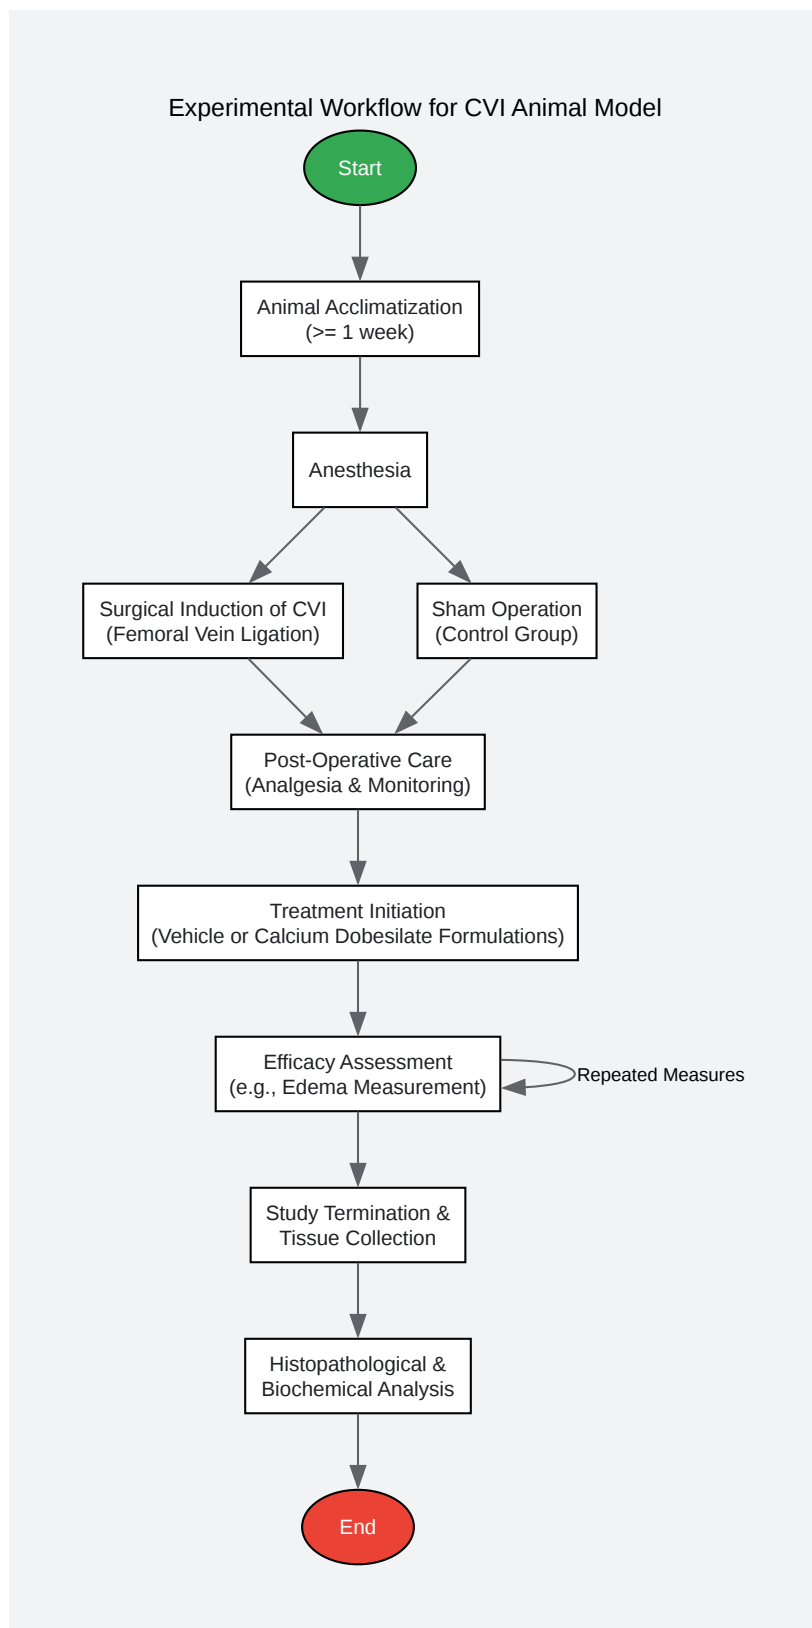 Experimental Workflow for CVI Animal Model
Start
Animal Acclimatization
(>= 1 week)
Anesthesia
Surgical Induction of CVI
(Femoral Vein Ligation)
Sham Operation
(Control Group)
Post-Operative Care
(Analgesia & Monitoring)
Treatment Initiation
(Vehicle or Calcium Dobesilate Formulations)
Efficacy Assessment
(e.g., Edema Measurement)
Repeated Measures
Study Termination &
Tissue Collection
Histopathological &
Biochemical Analysis
End